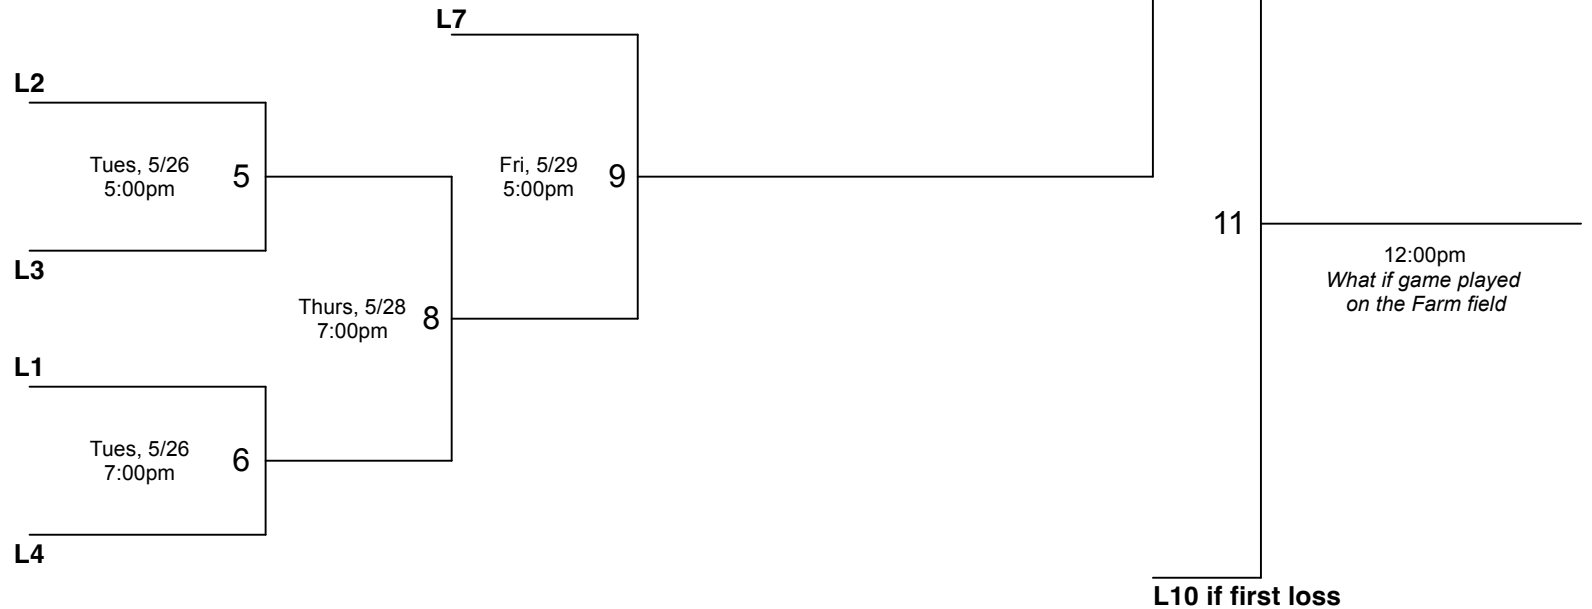 L7
L2
Tues, 5/26
5:00pm
5
L3
Fri, 5/29
5:00pm
9
Thurs, 5/28
7:00pm
8
L1
Tues, 5/26
7:00pm
6
L4
11
12:00pm
What if game played
on the Farm field
L10 if first loss